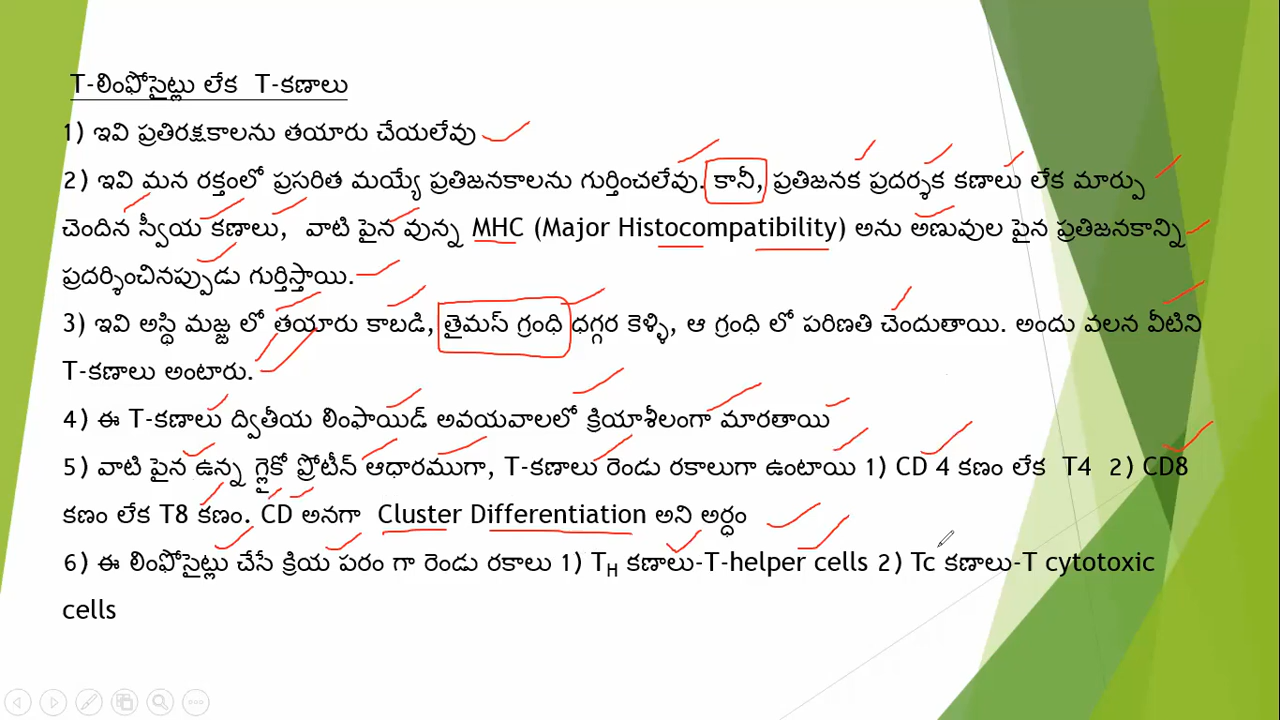 T-లింఫోసైట్లు లేక T-కణాలు
1) ఇవి ప్రతిరక్షకాలను తయారు చేయలేవు
2) ఇవి మన రక్తంలో ప్రసరిత మయ్యే ప్రతిజనకాలను గుర్తించలేవు. కానీ, ప్రతిజనక ప్రదర్శక కణాలు లేక మార్పు
చెందిన స్వీయ కణాలు, వాటి పైన వున్న MHC (Major Histocompatibility) అను అణువుల పైన ప్రతిజనకాన్ని
ప్రదర్శించినప్పుడు గుర్తిస్తాయి.
3) ఇవి అస్థి మజ్జ లో తయారు కాబడి, తైమస్ గ్రంధి ధగ్గర కెళ్ళి, ఆ గ్రంధి లో పరిణతి చెందుతాయి. అందు వలన వీటిని
T-కణాలు అంటారు.
4) ఈ T-కణాలు ద్వితీయ లింఫాయిడ్ అవయవాలలో క్రియాశీలంగా మారతాయి
5) వాటి పైన ఉన్న గ్లైకో ప్రోటీన్ ఆధారముగా, T-కణాలు రెండు రకాలుగా ఉంటాయి 1) CD 4 కణం లేక T4 2) CD8
కణం లేక T8 కణం. CD అనగా Cluster Differentiation అని అర్ధం
6) ఈ లింఫోసైట్లు చేసే క్రియ పరం గా రెండు రకాలు 1) T<sub>H</sub> కణాలు-T-helper cells 2) Tc కణాలు-T cytotoxic
cells